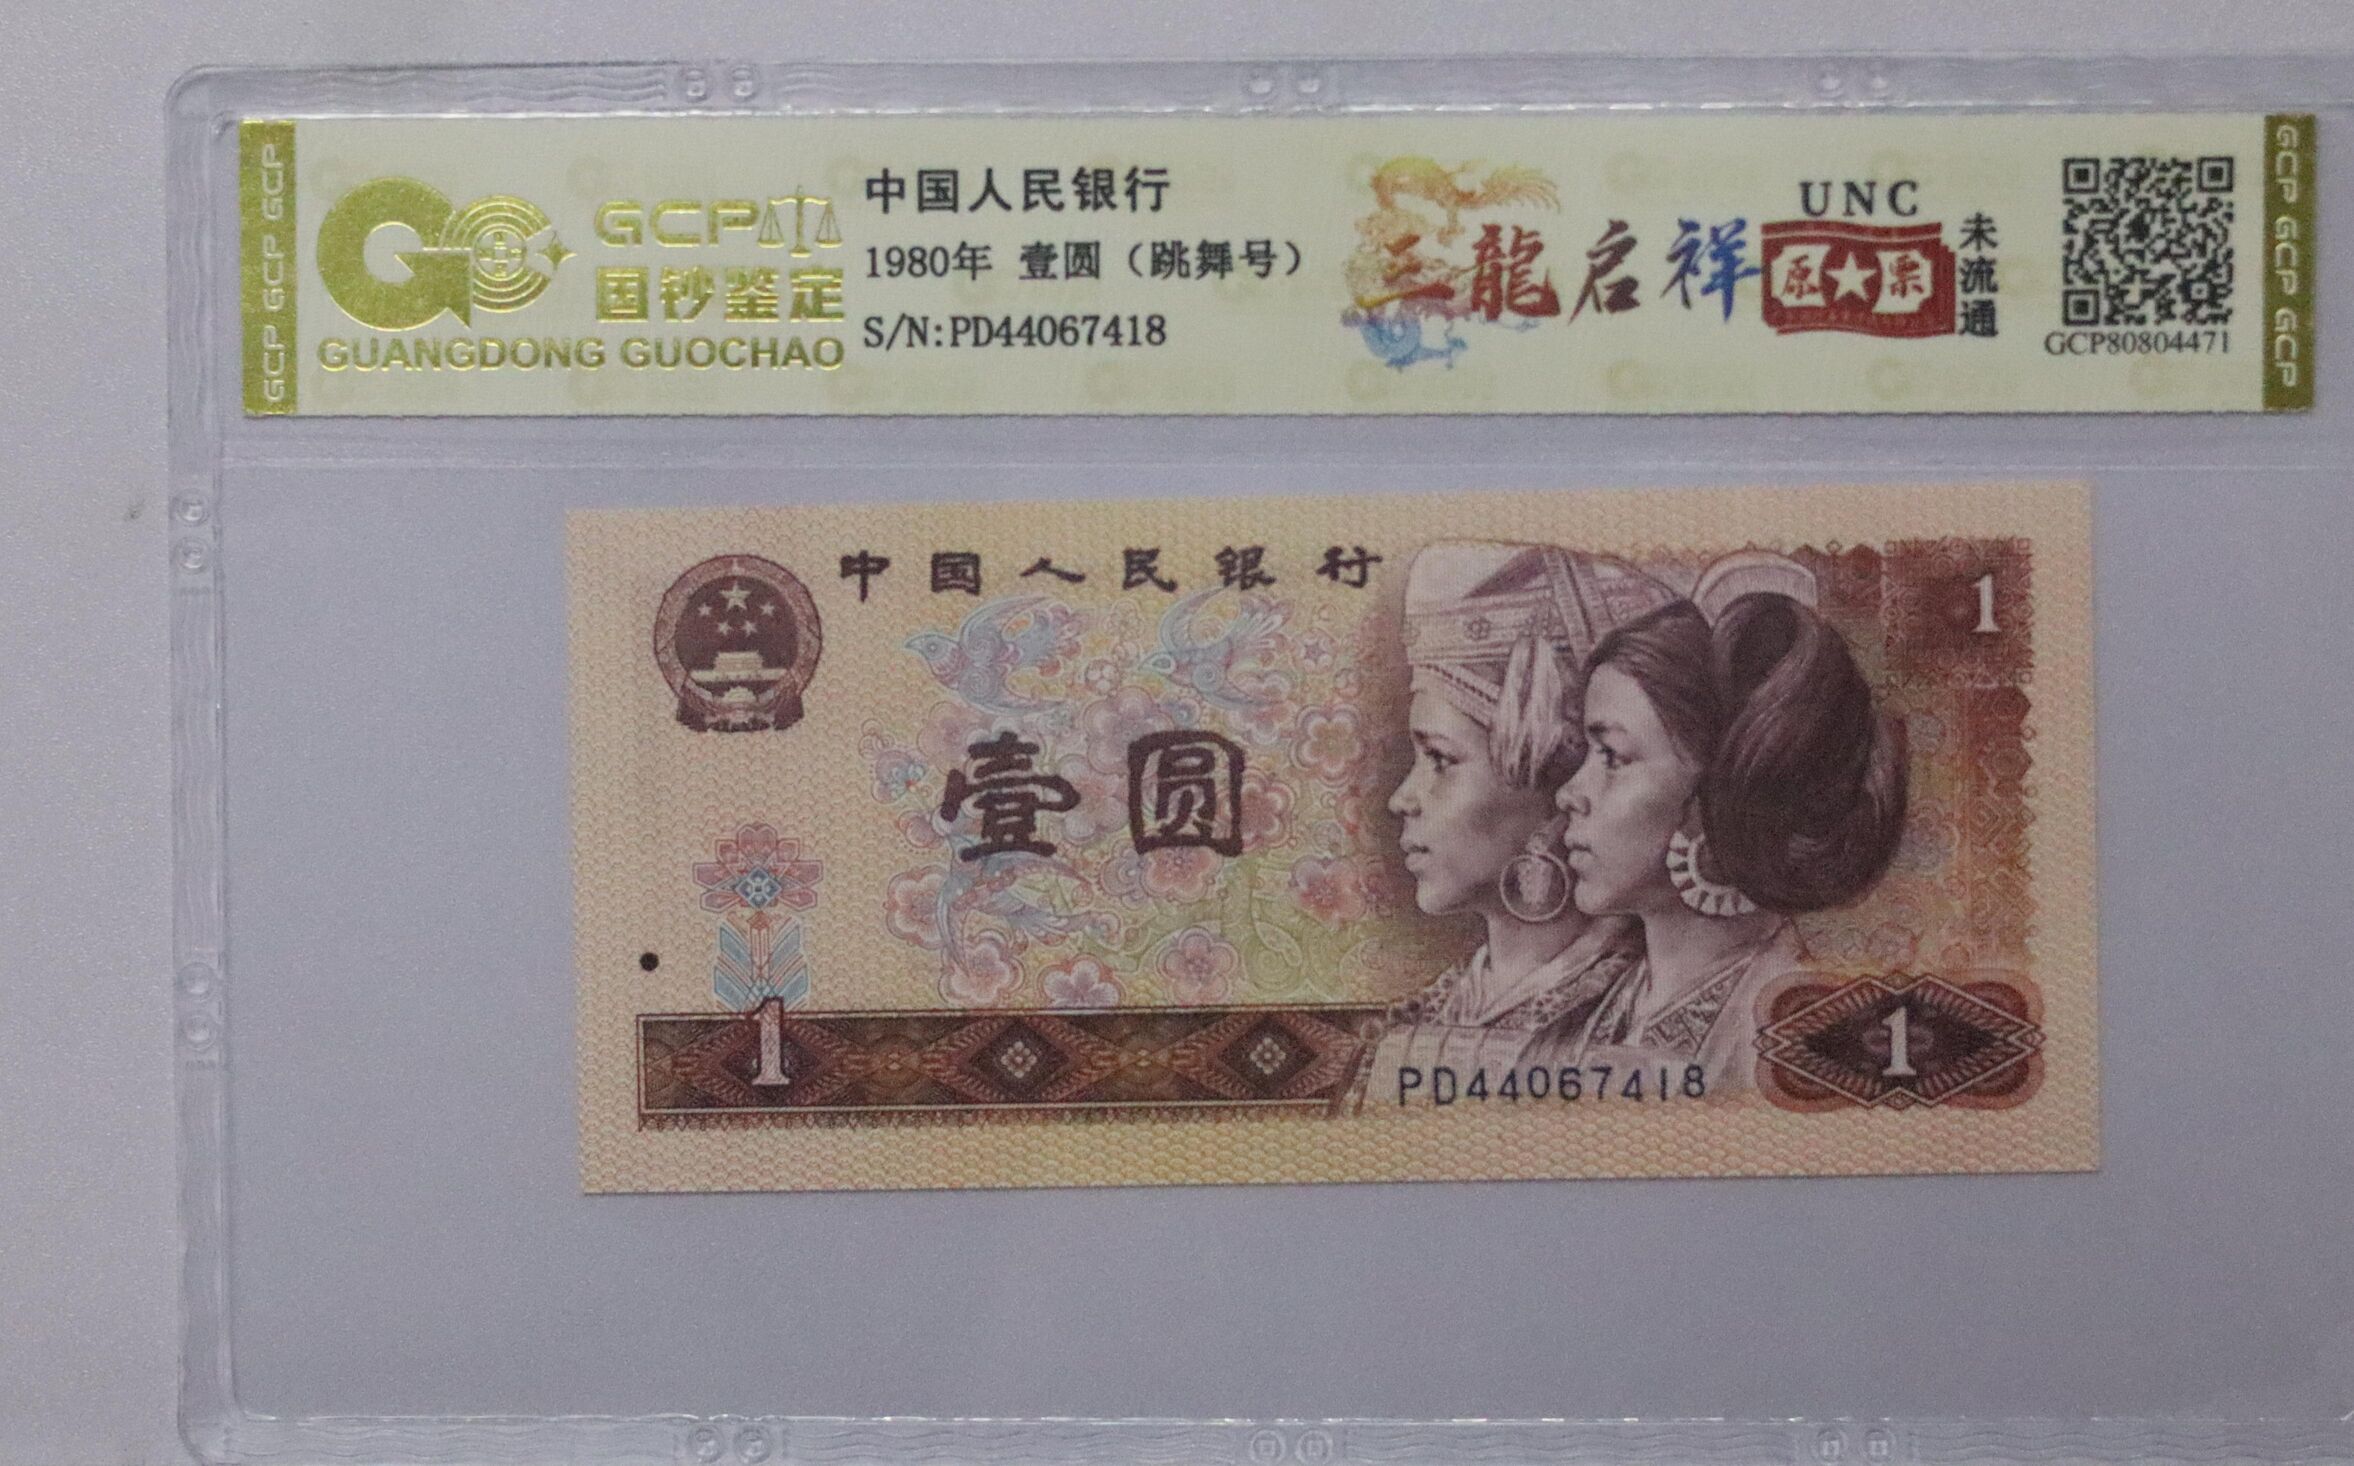 GCP GCP GCP
GCP
国钞鉴定
GUANGDONG GUOCHAO
中国人民银行
1980年 壹圆（跳舞号）
S/N:PD44067418
三龍启祥
UNC
原★票
未流通
GCP80804471
GCP GCP GCP
中国人民银行
1
壹圆
1
1
PD44067418